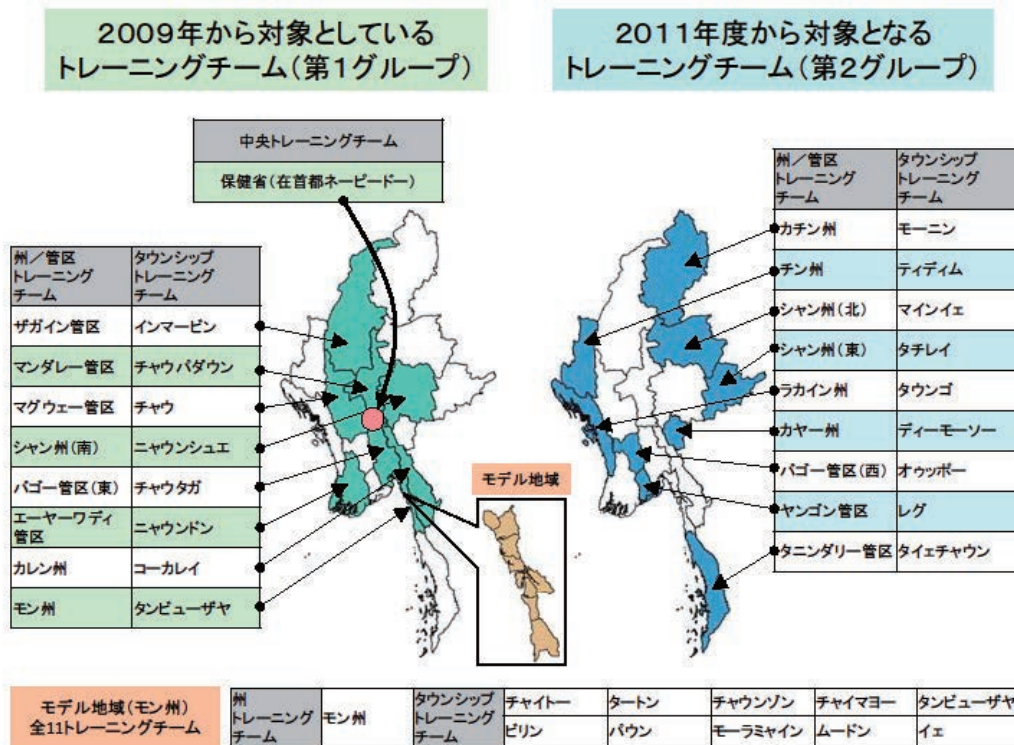 2009年から対象としている
トレーニングチーム(第1グループ)
2011年度から対象となる
トレーニングチーム(第2グループ)
中央トレーニングチーム
保健省(在首都ネーピードー)
州/管区
トレーニング
チーム
タウンシップ
トレーニング
チーム
ザガイン管区 インマービン
マンダレー管区 チャウパダウン
マグウェー管区 チャウ
シャン州(南) ニャウンシュエ
バゴー管区(東) チャウタガ
エーヤーワディ
管区
ニャウンドン
カレン州 コーカレイ
モン州 タンビューザヤ
モデル地域
州/管区
トレーニング
チーム
タウンシップ
トレーニング
チーム
カチン州 モーニン
チン州 ティディム
シャン州(北) マインイェ
シャン州(東) タチレイ
ラカイン州 タウンゴ
カヤー州 ディーモーソー
バゴー管区(西) オゥッポー
ヤンゴン管区 レグ
タニンダリー管区 タイェチャウン
モデル地域(モン州)
全11トレーニングチーム
州
トレーニング
チーム
モン州
タウンシップ
トレーニング
チーム
チャイトー タートン チャウンゾン チャイマヨー タンビューザヤ
ビリン パウン モーラミャイン ムードン イェ